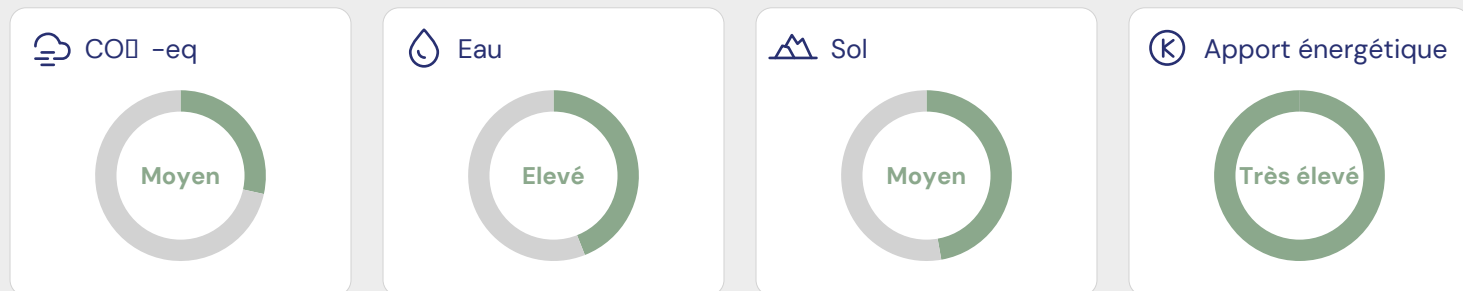 CO▯ -eq
Moyen
Eau
Elevé
Sol
Moyen
Apport énergétique
Très élevé